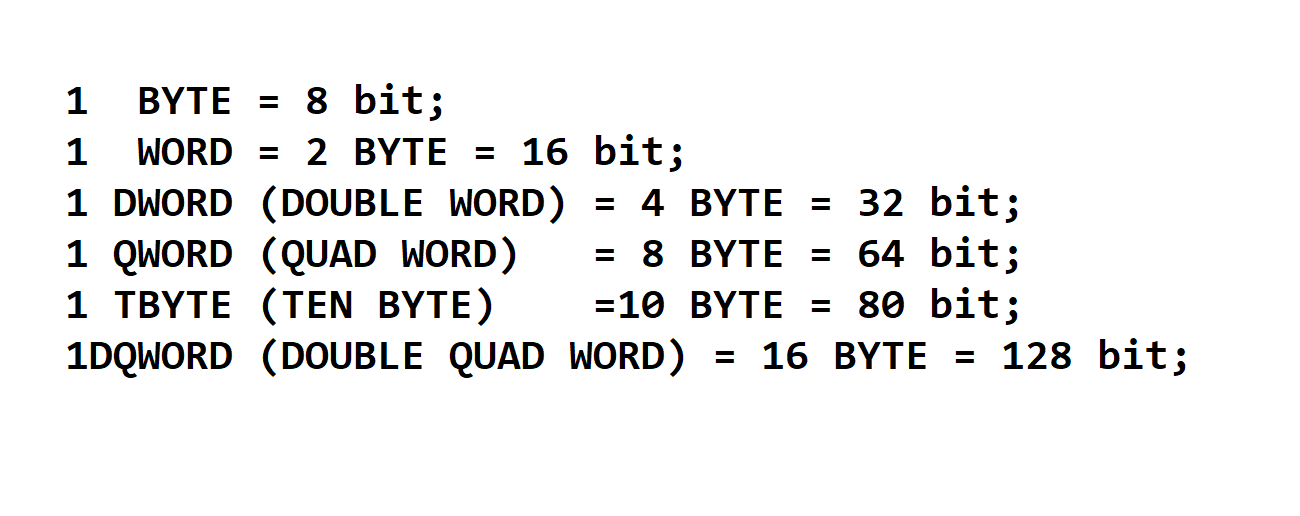 1  BYTE = 8 bit;
1  WORD = 2 BYTE = 16 bit;
1 DWORD (DOUBLE WORD) = 4 BYTE = 32 bit;
1 QWORD (QUAD WORD)   = 8 BYTE = 64 bit;
1 TBYTE (TEN BYTE)    =10 BYTE = 80 bit;
1DQWORD (DOUBLE QUAD WORD) = 16 BYTE = 128 bit;